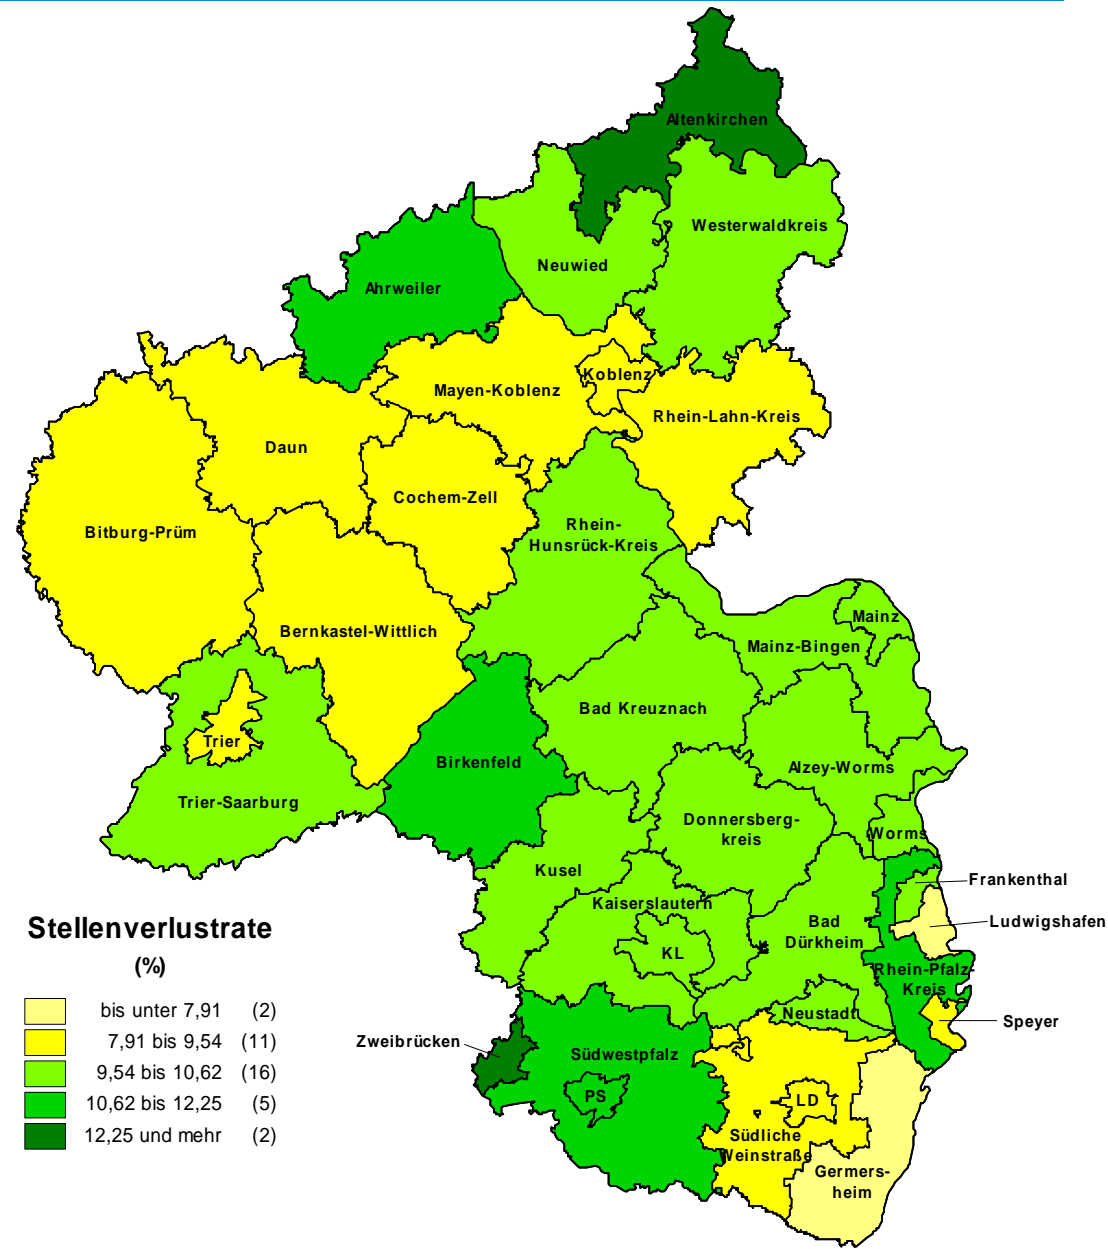 Altenkirchen
Westerwaldkreis
Neuwied
Ahrweiler
Koblenz
Mayen-Koblenz
Rhein-Lahn-Kreis
Daun
Cochem-Zell
Bitburg-Prüm
Rhein-
Hunsrück-Kreis
Mainz
Bernkastel-Wittlich
Mainz-Bingen
Bad Kreuznach
Trier
Birkenfeld
Alzey-Worms
Trier-Saarburg
Donnersberg-
kreis
Worms
Kusel
Frankenthal
Kaiserslautern
Ludwigshafen
Bad
Dürkheim
KL
Rhein-Pfalz-
Kreis
Neustadt
Speyer
Zweibrücken
Südwestpfalz
PS
LD
Südliche
Weinstraße
Germers-
heim
Stellenverlustrate
(%)
bis unter 7,91 (2)
7,91 bis 9,54 (11)
9,54 bis 10,62 (16)
10,62 bis 12,25 (5)
12,25 und mehr (2)